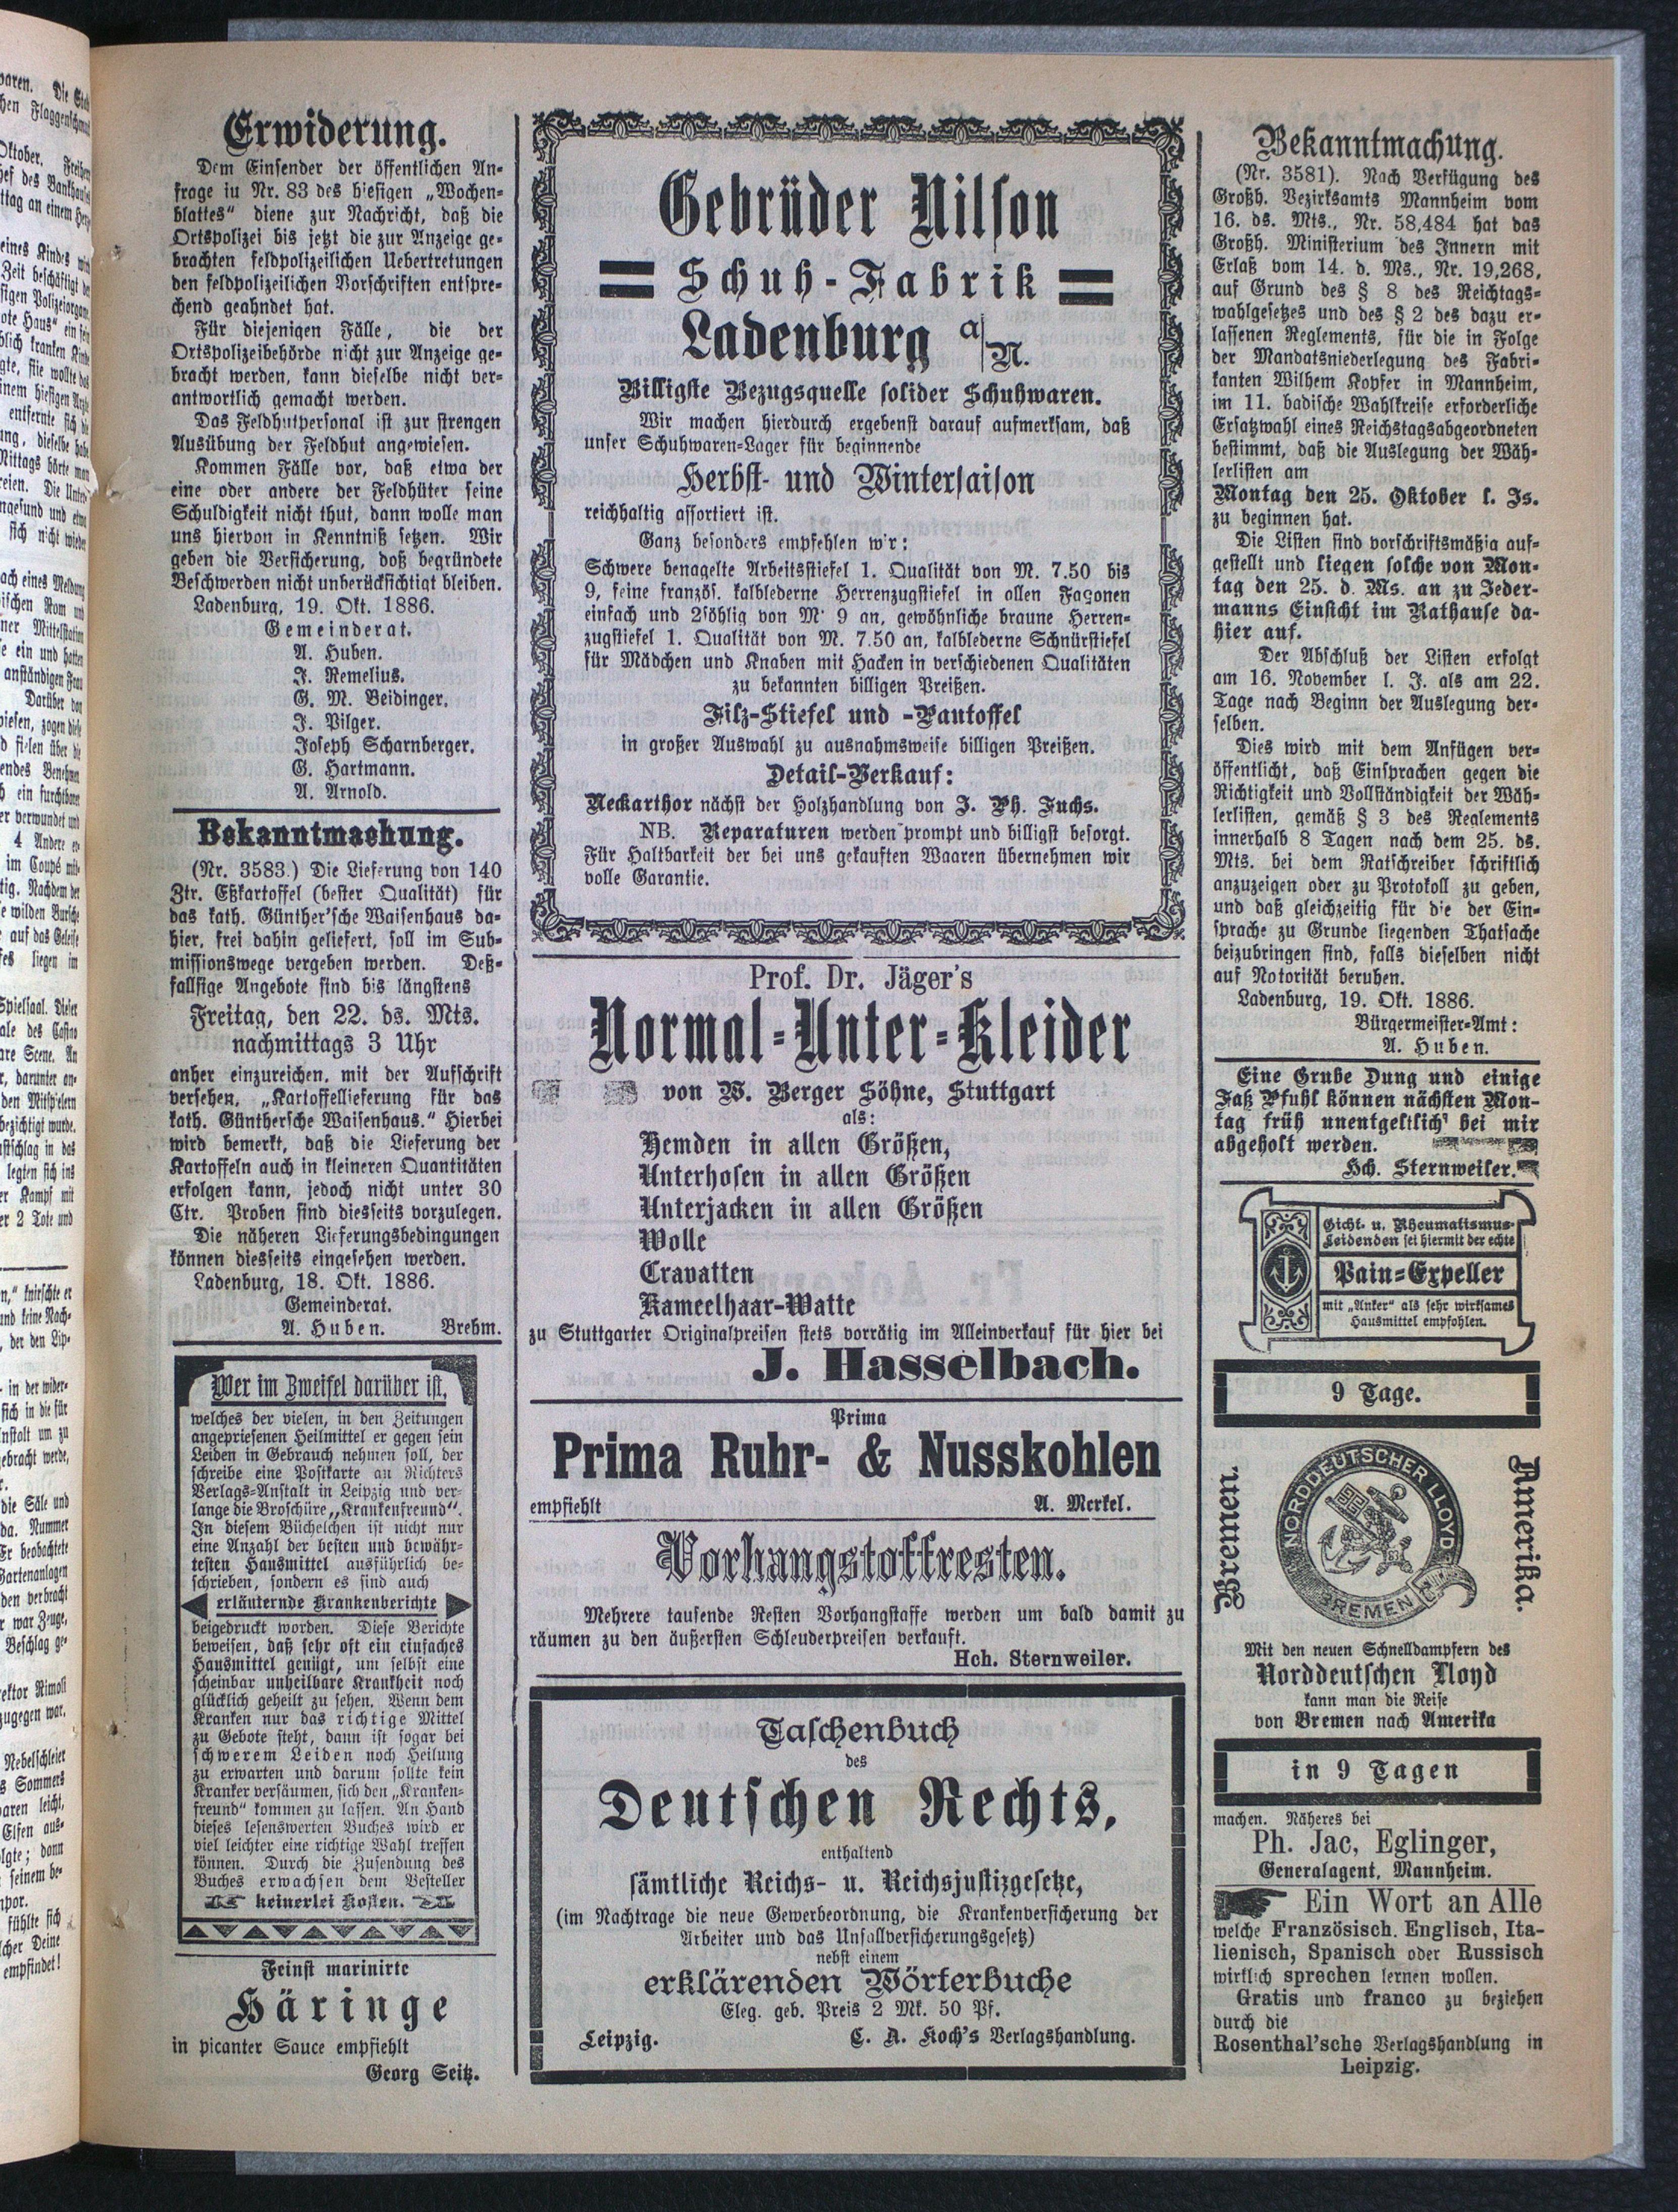 Erwiderung.
Dem Einsender der öffentlichen An-
frage in Nr. 83 des hiesigen „Wochen-
blattes" diene zur Nachricht, daß die
Ortspolizei bis jetzt die zur Anzeige ge-
brachten feldpolizeilichen Uebertretungen
den feldpolizeilichen Vorschriften entspre-
chend geahndet hat.
Für diejenigen Fälle, die der
Ortspolizeibehörde nicht zur Anzeige ge-
bracht werden, kann dieselbe nicht ver-
antwortlich gemacht werden.
Das Feldhutpersonal ist zur strengen
Ausübung der Feldhut angewiesen.
Kommen Fälle vor, daß etwa der
eine oder andere der Feldhüter seine
Schuldigkeit nicht thut, dann wolle man
uns hiervon in Kenntniß setzen. Wir
geben die Versicherung, daß begründete
Beschwerden nicht unberücksichtigt bleiben.
Ladenburg, 19. Okt. 1886.
Gemeinderat.
A. Huben.
J. Remelius.
G. M. Beidinger.
J. Pilger.
Joseph Scharnberger.
G. Hartmann.
A. Arnold.
Bekanntmachung.
(Nr. 3583.) Die Lieferung von 140
Ztr. Eßkartoffel (bester Qualität) für
das kath. Günther'sche Waisenhaus da-
hier, frei dahin geliefert, soll im Sub-
missionswege vergeben werden. Deß-
fallsige Angebote sind bis längstens
Freitag, den 22. ds. Mts.
nachmittags 3 Uhr
anher einzureichen, mit der Aufschrift
versehen, „Kartoffellieferung für das
kath. Günthersche Waisenhaus." Hierbei
wird bemerkt, daß die Lieferung der
Kartoffeln auch in kleineren Quantitäten
erfolgen kann, jedoch nicht unter 30
Ctr. Proben sind diesseits vorzulegen.
Die näheren Lieferungsbedingungen
können diesseits eingesehen werden.
Ladenburg, 18. Okt. 1886.
Gemeinderat.
A. Huben. Brehm.
Wer im Zweifel darüber ist,
welches der vielen, in den Zeitungen
angepriesenen Heilmittel er gegen sein
Leiden in Gebrauch nehmen soll, der
schreibe eine Postkarte an Richters
Verlags-Anstalt in Leipzig und ver-
lange die Broschüre „Krankenfreund".
In diesem Büchelchen ist nicht nur
eine Anzahl der besten und bewähr-
testen Hausmittel ausführlich be-
schrieben, sondern es sind auch
erläuternde Krankenberichte
beigedruckt worden. Diese Berichte
beweisen, daß sehr oft ein einfaches
Hausmittel genügt, um selbst eine
scheinbar unheilbare Krankheit noch
glücklich geheilt zu sehen. Wenn dem
Kranken nur das richtige Mittel
zu Gebote steht, dann ist sogar bei
schwerem Leiden noch Heilung
zu erwarten und darum sollte kein
Kranker versäumen, sich den „Kranken-
freund" kommen zu lassen. An Hand
dieses lesenswerten Buches wird er
viel leichter eine richtige Wahl treffen
können. Durch die Zusendung des
Buches erwachsen dem Besteller
keinerlei Kosten.
Feinst marinirte
Häringe
in picanter Sauce empfiehlt
Georg Seitz.
Gebrüder Nilson
Schuh-Fabrik
Ladenburg a/N.
Billigste Bezugsquelle solider Schuhwaren.
Wir machen hierdurch ergebenst darauf aufmerksam, daß
unser Schuhwaren-Lager für beginnende
Herbst- und Wintersaison
reichhaltig assortiert ist.
Ganz besonders empfehlen wir:
Schwere benagelte Arbeitsstiefel 1. Qualität von M. 7.50 bis
9, feine französ. kalblederne Herrenzugstiefel in allen Façonen
einfach und 2söhlig von M. 9 an, gewöhnliche braune Herren-
zugstiefel 1. Qualität von M. 7.50 an, kalblederne Schnürstiefel
für Mädchen und Knaben mit Hacken in verschiedenen Qualitäten
zu bekannten billigen Preißen.
Filz-Stiefel und -Pantoffel
in großer Auswahl zu ausnahmsweise billigen Preißen.
Detail-Verkauf:
Neckarthor nächst der Holzhandlung von J. Ph. Fuchs.
NB. Reparaturen werden prompt und billigst besorgt.
Für Haltbarkeit der bei uns gekauften Waaren übernehmen wir
volle Garantie.
Prof. Dr. Jäger's
Normal-Unter-Kleider
von W. Berger Söhne, Stuttgart
als:
Hemden in allen Größen,
Unterhosen in allen Größen
Unterjacken in allen Größen
Wolle
Cravatten
Kameelhaar-Watte
zu Stuttgarter Originalpreisen stets vorrätig im Alleinverkauf für hier bei
J. Hasselbach.
Prima
Prima Ruhr- & Nusskohlen
empfiehlt A. Merkel.
Vorhangstoffresten.
Mehrere tausende Resten Vorhangstaffe werden um bald damit zu
räumen zu den äußersten Schleuderpreisen verkauft.
Hch. Sternweiler.
Taschenbuch
des
Deutschen Rechts,
enthaltend
sämtliche Reichs- u. Reichsjustizgesetze,
(im Nachtrage die neue Gewerbeordnung, die Krankenversicherung der
Arbeiter und das Unfallversicherungsgesetz)
nebst einem
erklärenden Wörterbuche
Eleg. geb. Preis 2 Mk. 50 Pf.
Leipzig. C. A. Koch's Verlagshandlung.
Bekanntmachung.
(Nr. 3581). Nach Verfügung des
Großh. Bezirksamts Mannheim vom
16. ds. Mts., Nr. 58,484 hat das
Großh. Ministerium des Innern mit
Erlaß vom 14. d. Ms., Nr. 19,268,
auf Grund des § 8 des Reichtags-
wahlgesetzes und des § 2 des dazu er-
lassenen Reglements, für die in Folge
der Mandatsniederlegung des Fabri-
kanten Wilhem Kopfer in Mannheim,
im 11. badische Wahlkreise erforderliche
Ersatzwahl eines Reichstagsabgeordneten
bestimmt, daß die Auslegung der Wäh-
lerlisten am
Montag den 25. Oktober l. Js.
zu beginnen hat.
Die Listen sind vorschriftsmäßig auf-
gestellt und liegen solche von Mon-
tag den 25. d. Ms. an zu Jeder-
manns Einsicht im Rathause da-
hier auf.
Der Abschluß der Listen erfolgt
am 16. November l. J. als am 22.
Tage nach Beginn der Auslegung der-
selben.
Dies wird mit dem Anfügen ver-
öffentlicht, daß Einsprachen gegen die
Richtigkeit und Vollständigkeit der Wäh-
lerlisten, gemäß § 3 des Reglements
innerhalb 8 Tagen nach dem 25. ds.
Mts. bei dem Ratschreiber schriftlich
anzuzeigen oder zu Protokoll zu geben,
und daß gleichzeitig für die der Ein-
sprache zu Grunde liegenden Thatsache
beizubringen sind, falls dieselben nicht
auf Notorität beruhen.
Ladenburg, 19. Okt. 1886.
Bürgermeister-Amt:
A. Huben.
Eine Grube Dung und einige
Faß Pfuhl können nächsten Mon-
tag früh unentgeltlich bei mir
abgeholt werden.
Hch. Sternweiler.
Gicht- u. Rheumatismus-
Leidenden sei hiermit der echte
Pain-Expeller
mit „Anker" als sehr wirksames
Hausmittel empfohlen.
9 Tage.
Bremen.
NORDDEUTSCHER LLOYD
BREMEN
Amerika.
Mit den neuen Schnelldampfern des
Norddeutschen Lloyd
kann man die Reise
von Bremen nach Amerika
in 9 Tagen
machen. Näheres bei
Ph. Jac, Eglinger,
Generalagent, Mannheim.
Ein Wort an Alle
welche Französisch. Englisch, Ita-
lienisch, Spanisch oder Russisch
wirklich sprechen lernen wollen.
Gratis und franco zu beziehen
durch die
Rosenthal'sche Verlagshandlung in
Leipzig.